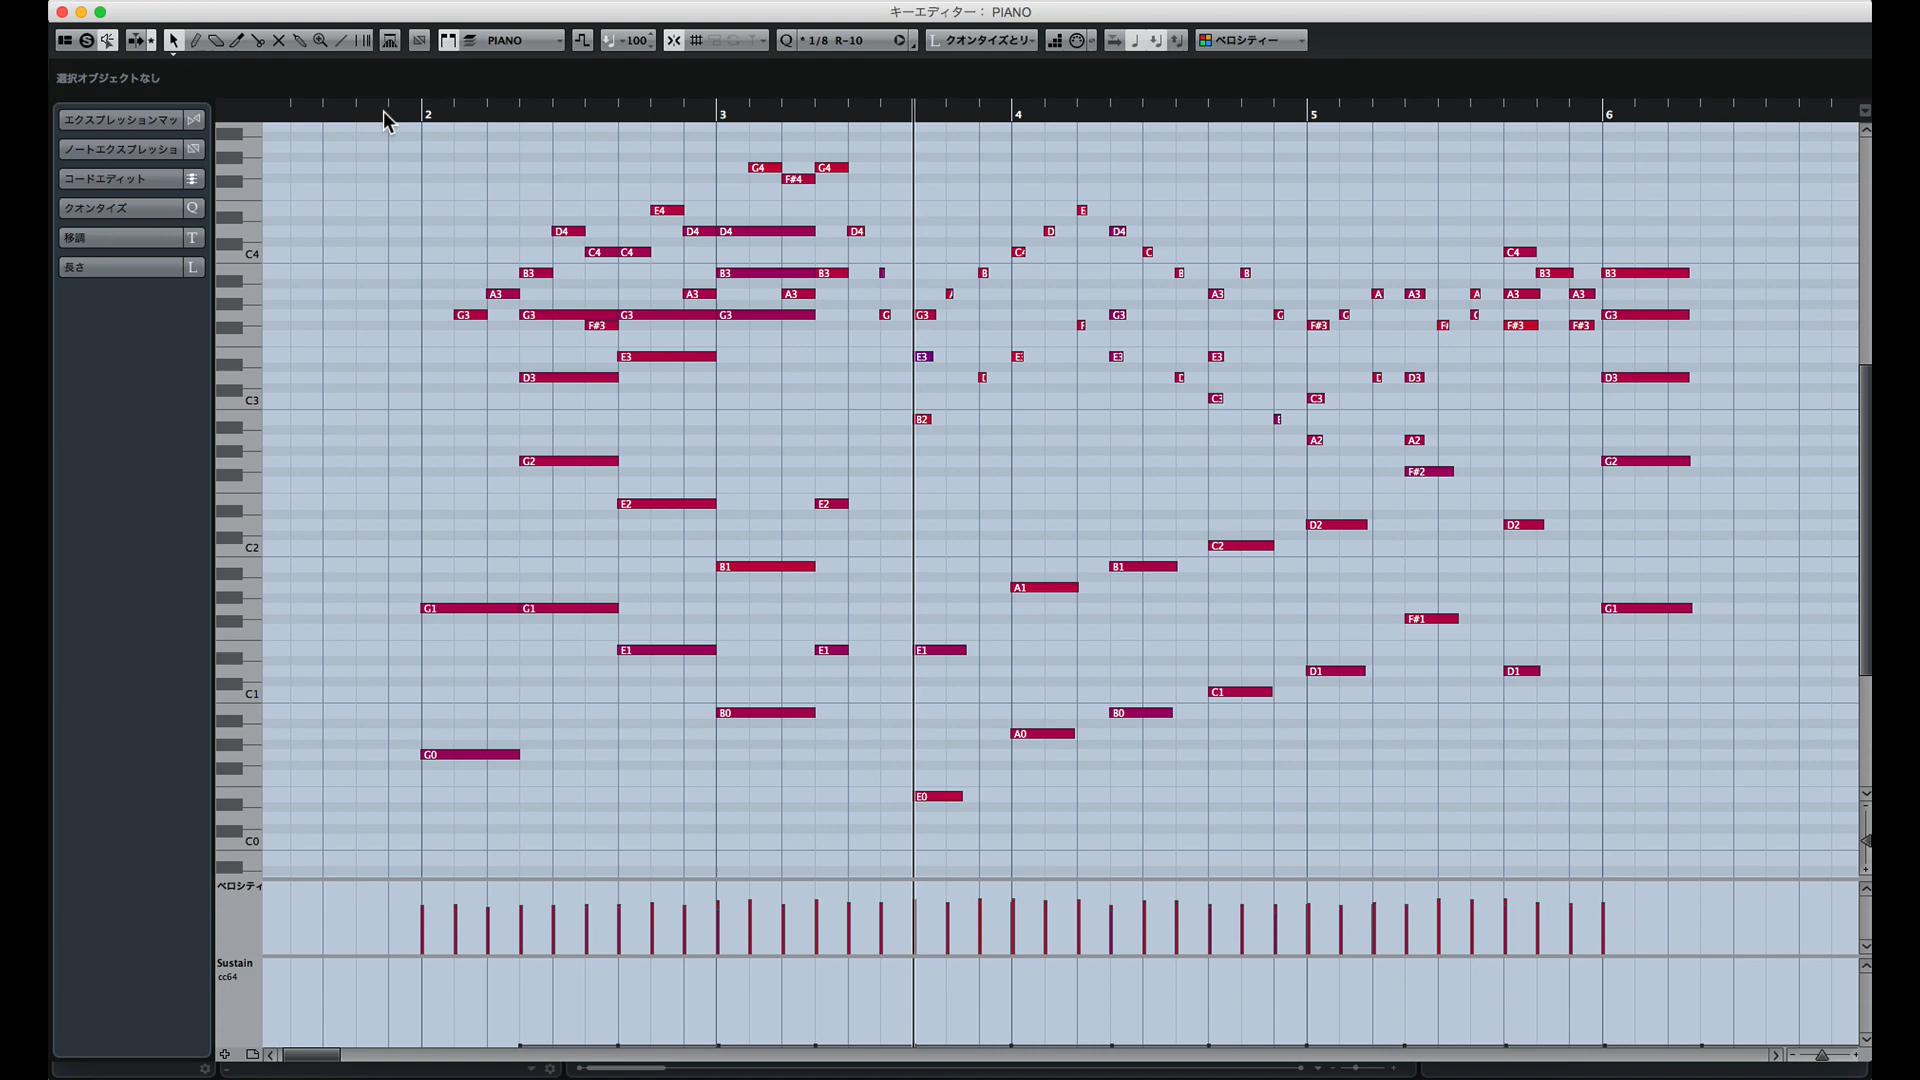 キーエディター： PIANO
PIANO
100
* 1/8 R-10
クオンタイズとリ
ベロシティー
選択オブジェクトなし
2 3 4 5 6
エクスプレッションマッ
ノートエクスプレッショ
コードエディット
クオンタイズ Q
移調 T
長さ L
G4 G4
F#4
E4 E
D4 D4 D4 D4 D D4
C4 C4 C4 C4 C C4
B3 B3 B3 B B B B3 B3
A3 A3 A3 A3 A A3 A A3 A3
G3 G3 G3 G3 G G3 G3 G G G3
F#3 F#3 F#3 F#3
E3 E3 E3 E3
D3 D3 D3
C3 C3 C3
B2
A2 A2
G2 F#2 G2
E2 E2
D2 D2
C2 C2
B1 B1
A1
G1 G1 G1
F#1
E1 E1 E1
D1 D1
C1 C1
B0 B0
A0
G0
E0
C0
ベロシティ
Sustain
cc64